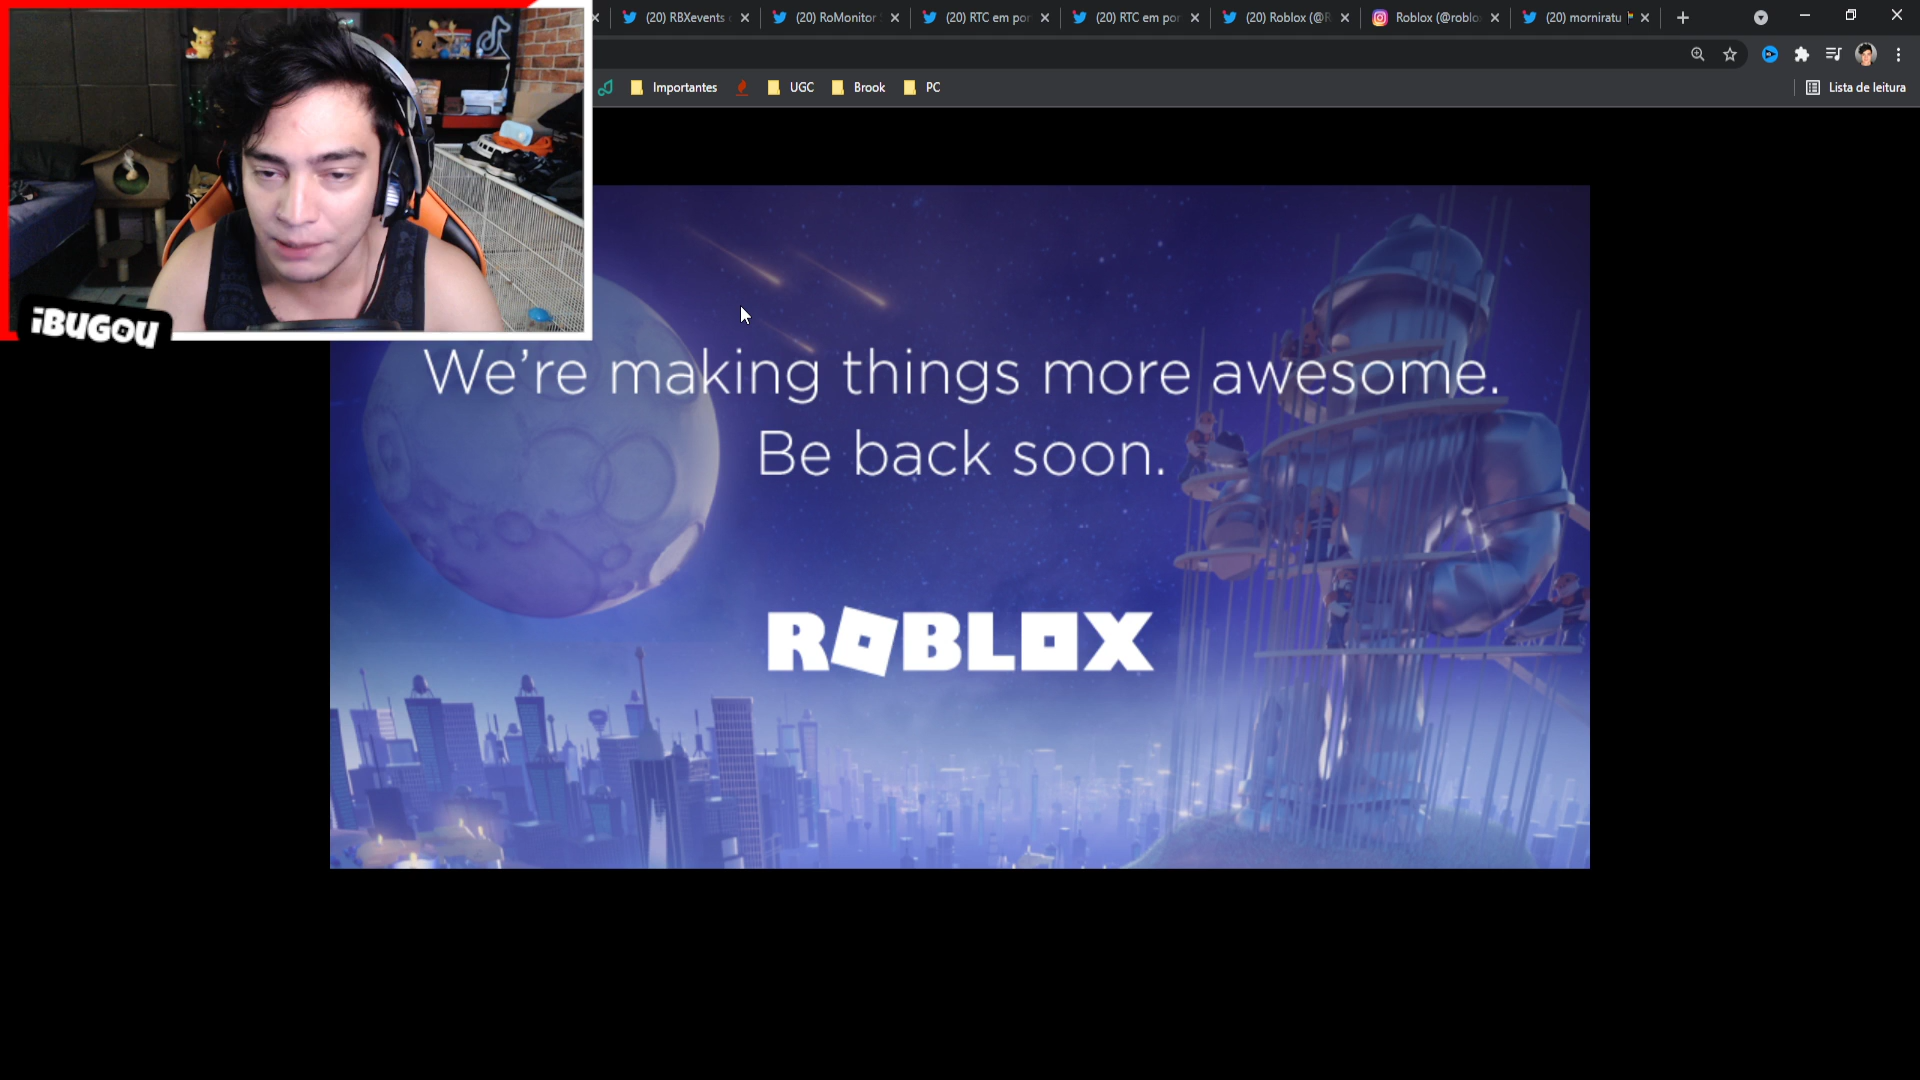 (20) RBXevents
(20) RoMonitor
(20) RTC em por
(20) RTC em por
(20) Roblox (@R
Roblox (@roblo
(20) morniratu
Importantes
UGC
Brook
PC
Lista de leitura
iBUGOU
We’re making things more awesome.
Be back soon.
ROBLOX